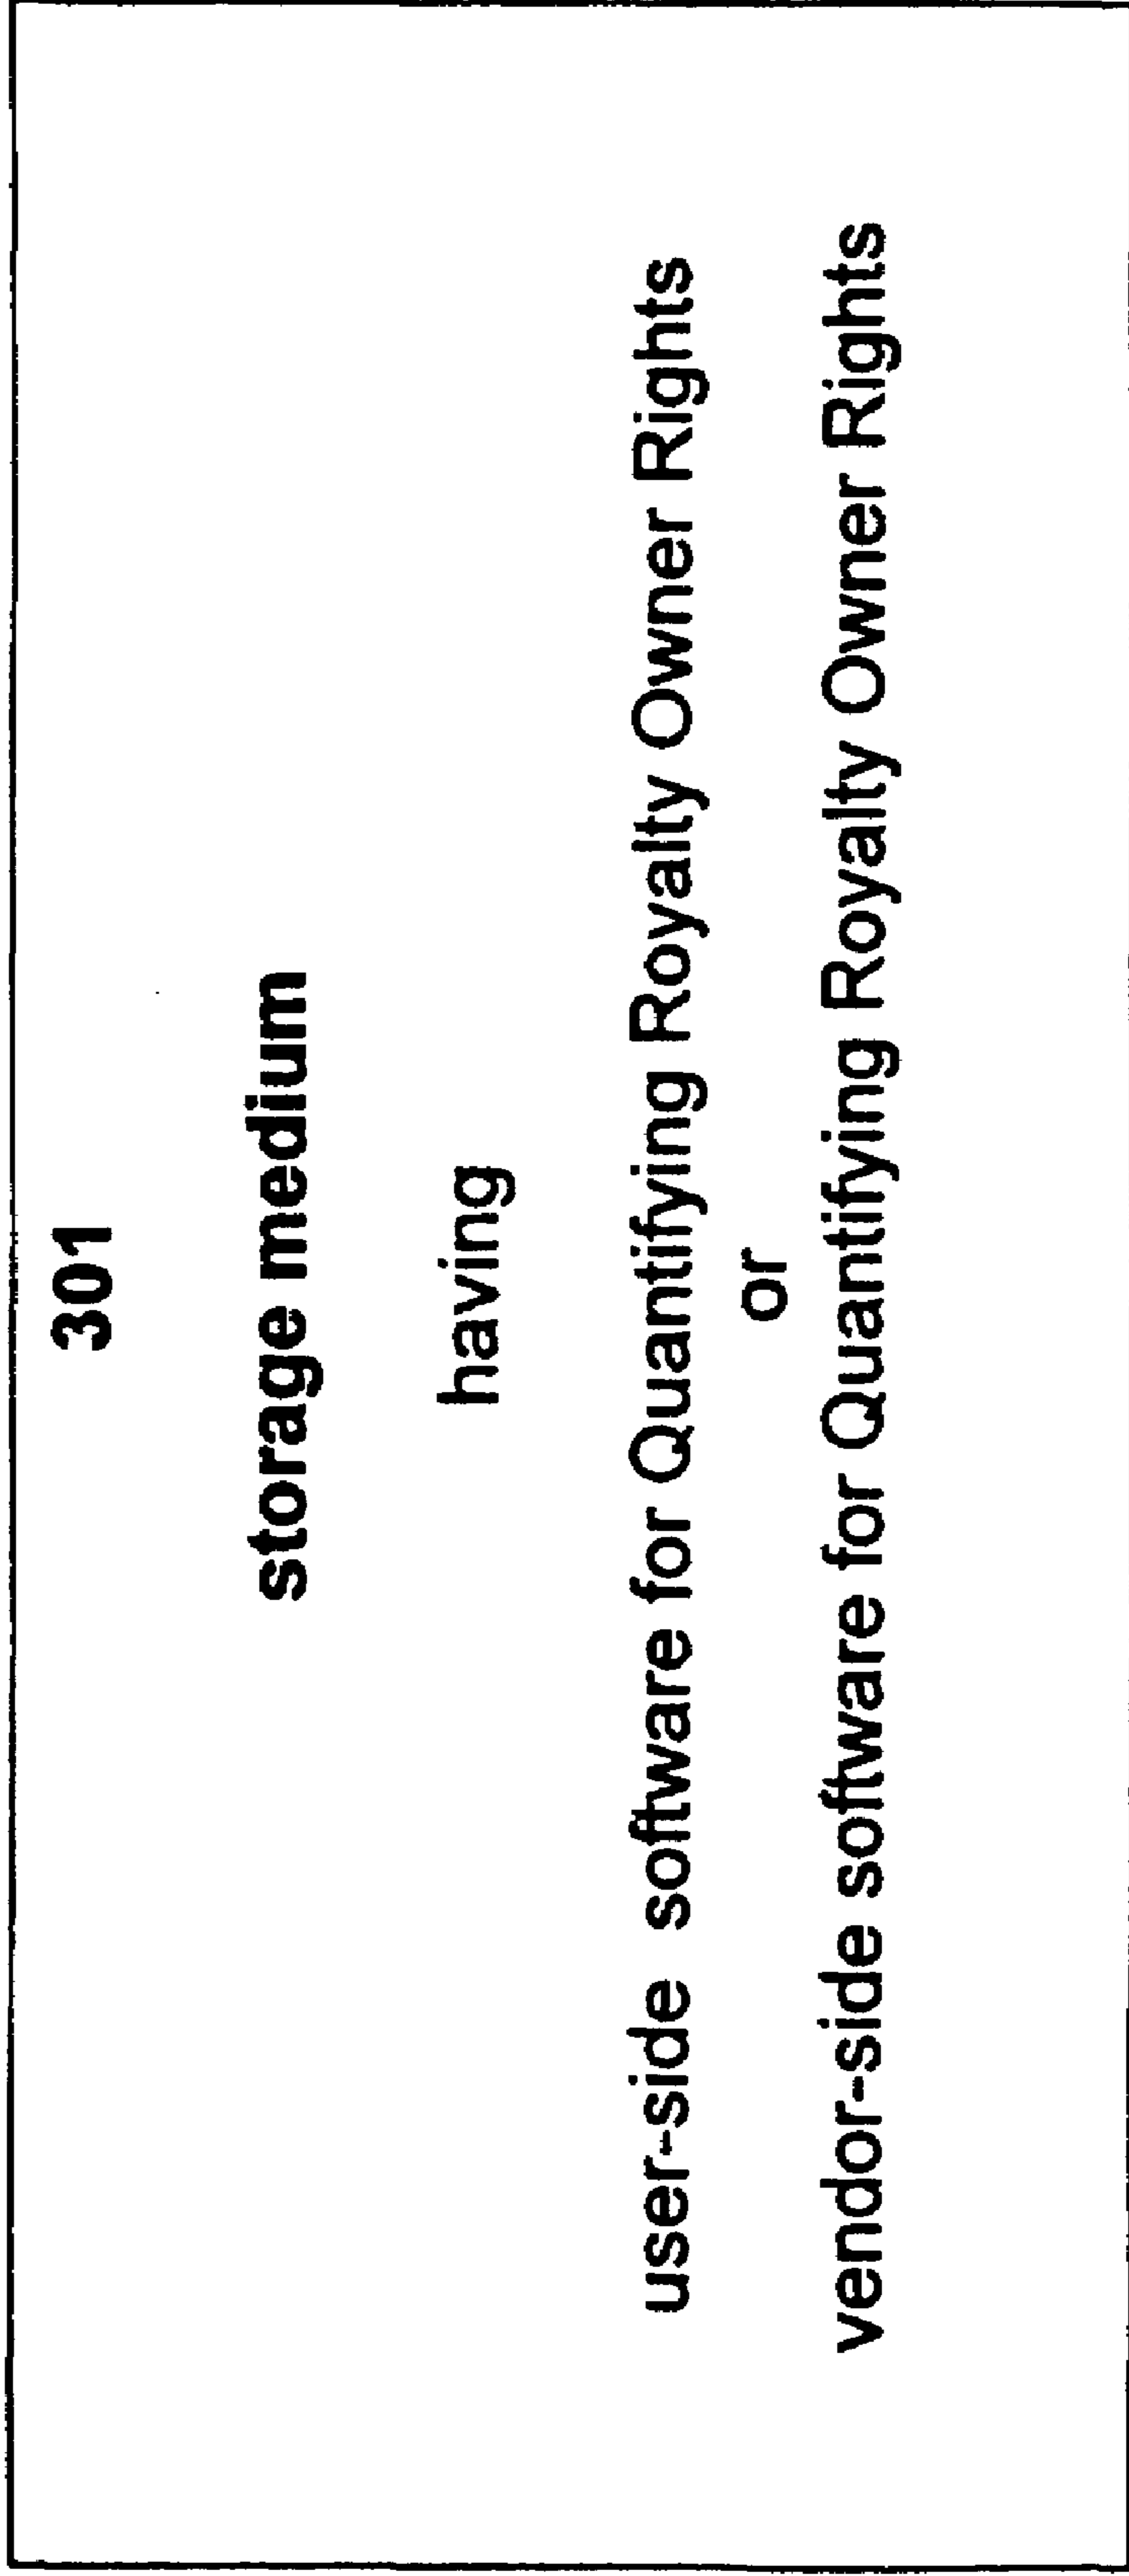 301
storage medium
having
user-side software for Quantifying Royalty Owner Rights
or
vendor-side software for Quantifying Royalty Owner Rights